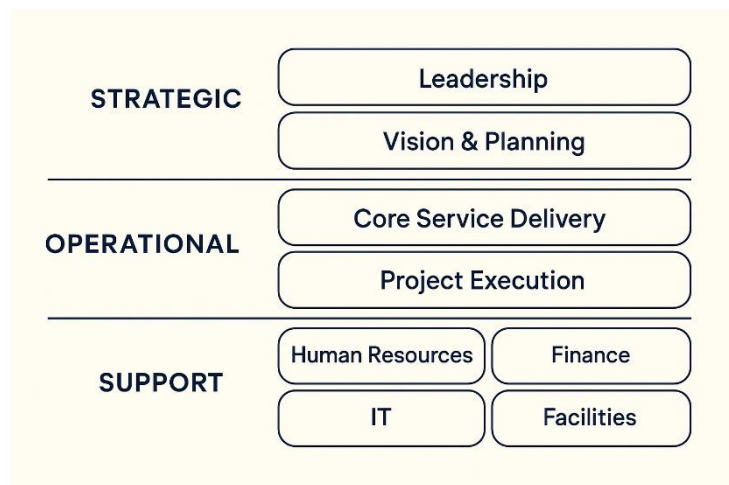 STRATEGIC
Leadership
Vision & Planning
OPERATIONAL
Core Service Delivery
Project Execution
SUPPORT
Human Resources
Finance
IT
Facilities